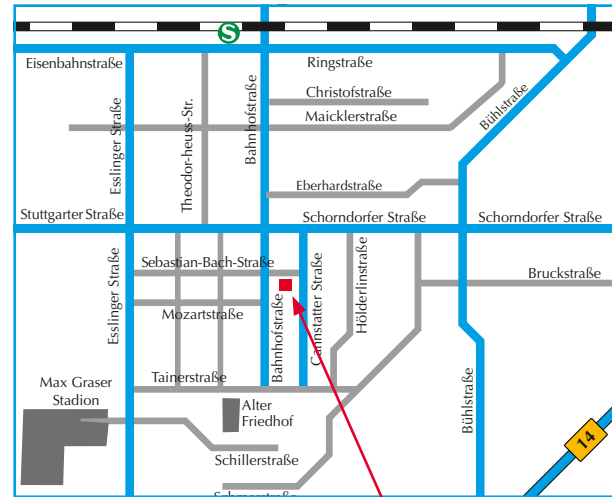 S
Eisenbahnstraße
Ringstraße
Christofstraße
Maicklerstraße
Bühlstraße
Esslinger Straße
Theodor-heuss-Str.
Bahnhofstraße
Eberhardstraße
Stuttgarter Straße
Schorndorfer Straße
Schorndorfer Straße
Sebastian-Bach-Straße
Bruckstraße
Esslinger Straße
Mozartstraße
Bahnhofstraße
Cannstatter Straße
Hölderlinstraße
Tainerstraße
Max Graser
Stadion
Alter
Friedhof
Bühlstraße
14
Schillerstraße